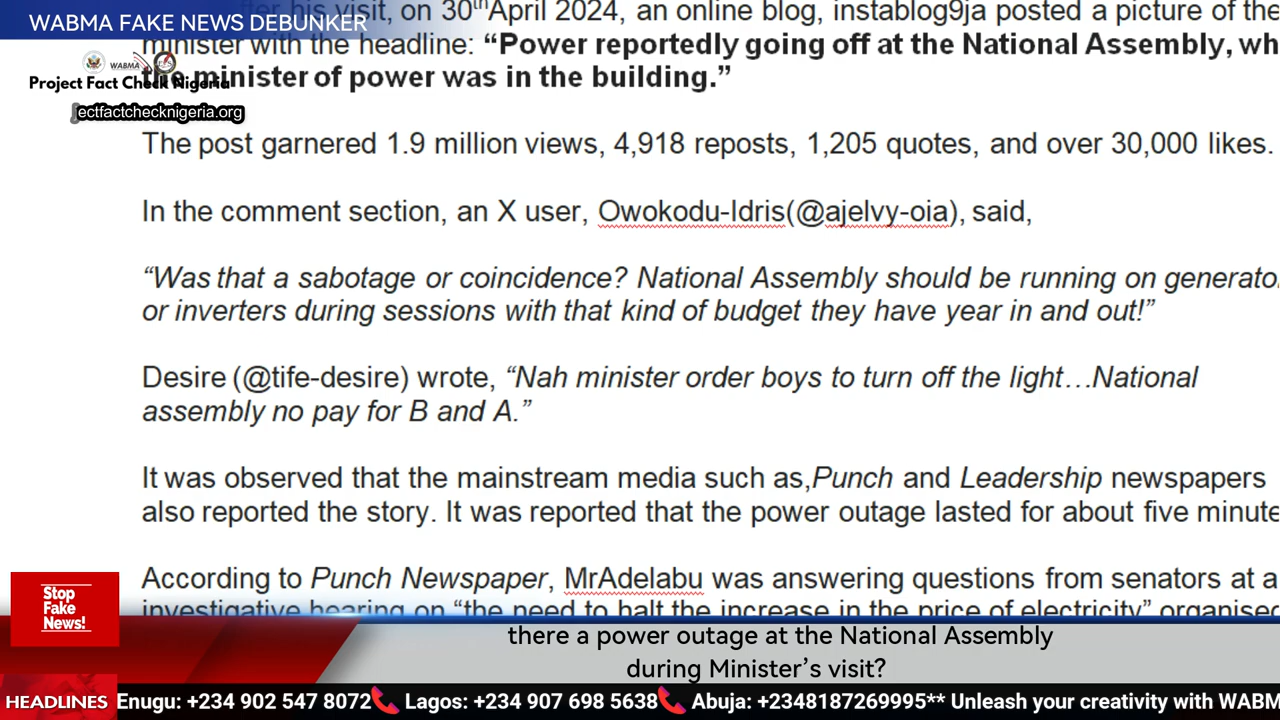 WABMA FAKE NEWS DEBUNKER
his visit, on 30th April 2024, an online blog, instablog9ja posted a picture of the
minister with the headline: “Power reportedly going off at the National Assembly, wh
the minister of power was in the building.”
WABMA
Project Fact Check Nigeria
jectfactchecknigeria.org
The post garnered 1.9 million views, 4,918 reposts, 1,205 quotes, and over 30,000 likes.
In the comment section, an X user, Owokodu-Idris(@ajelvy-oia), said,
“Was that a sabotage or coincidence? National Assembly should be running on generato
or inverters during sessions with that kind of budget they have year in and out!”
Desire (@tife-desire) wrote, “Nah minister order boys to turn off the light…National
assembly no pay for B and A.”
It was observed that the mainstream media such as,Punch and Leadership newspapers
also reported the story. It was reported that the power outage lasted for about five minute
According to Punch Newspaper, MrAdelabu was answering questions from senators at a
investigative hearing on “the need to halt the increase in the price of electricity” organised
Stop
Fake
News!
there a power outage at the National Assembly
during Minister’s visit?
HEADLINES
Enugu: +234 902 547 8072 Lagos: +234 907 698 5638 Abuja: +2348187269995** Unleash your creativity with WABM